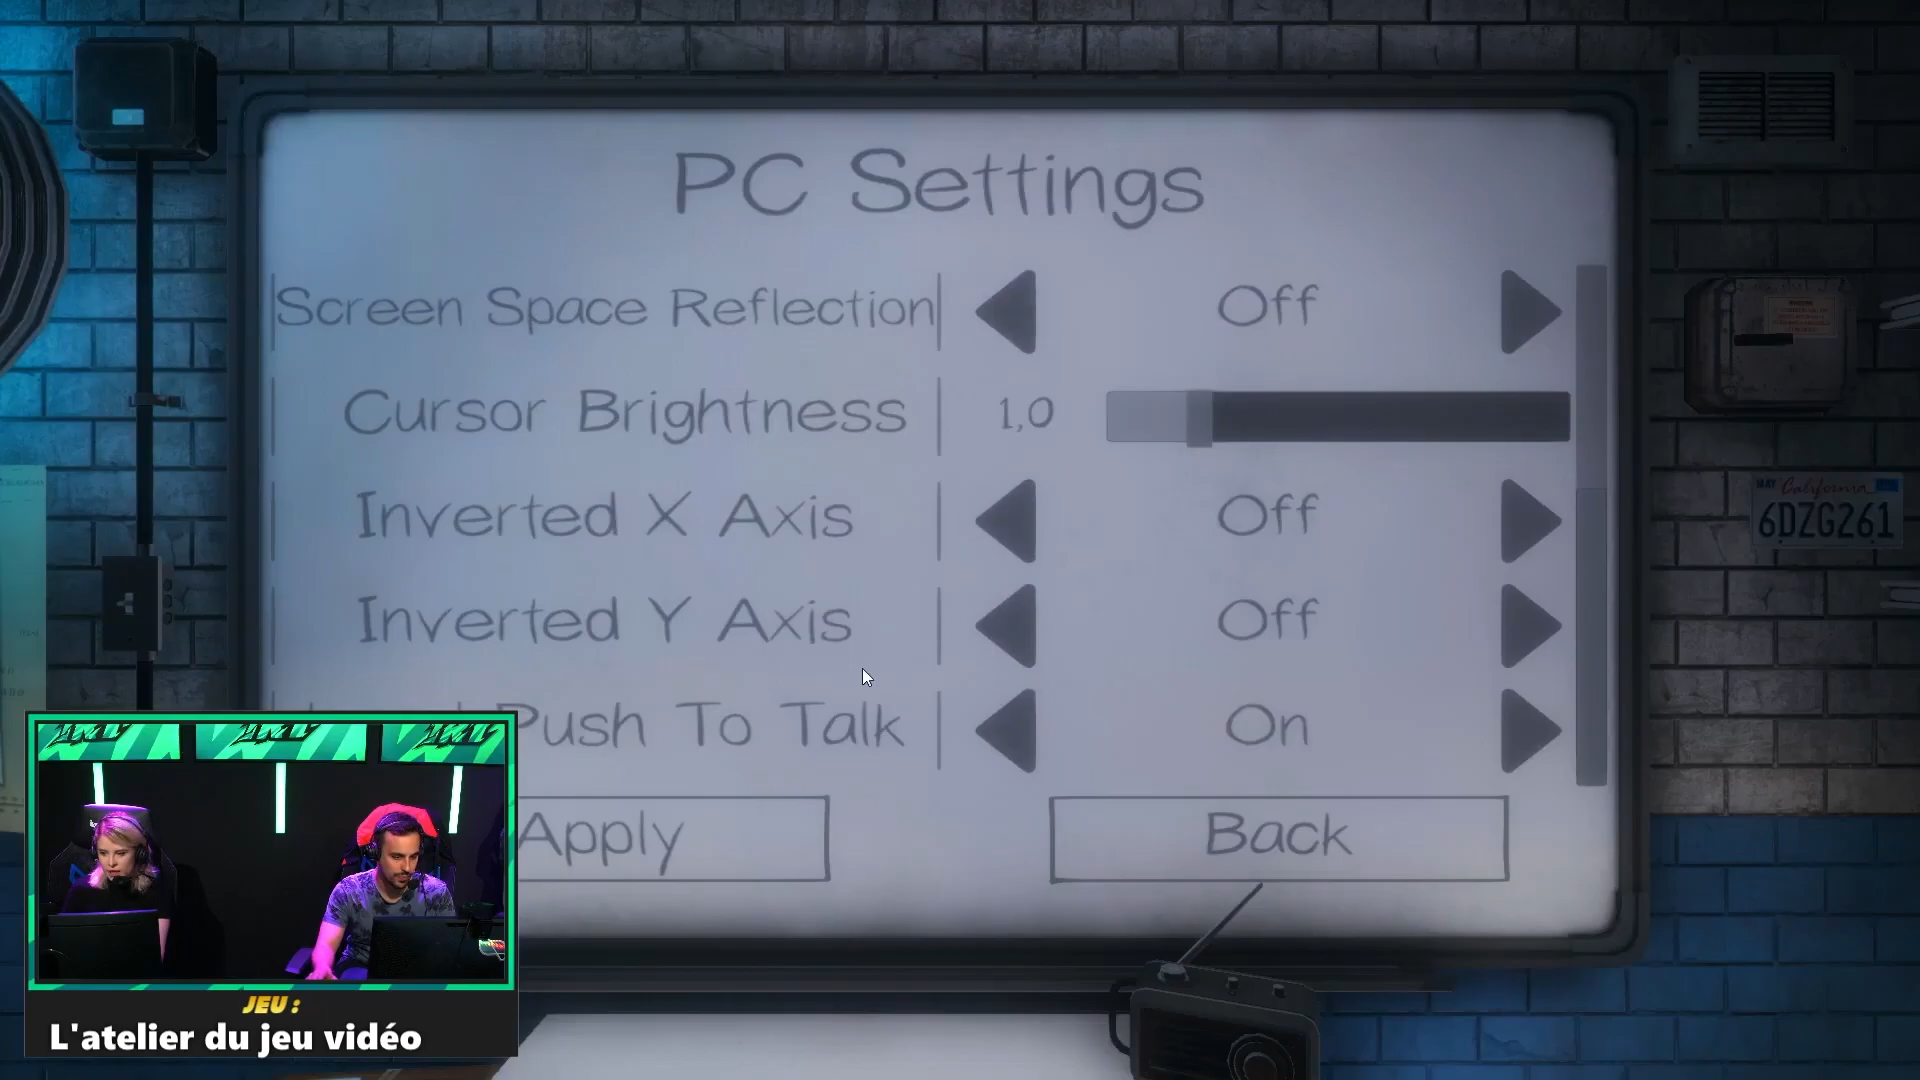 PC Settings
Screen Space Reflection
Off
Cursor Brightness
1,0
Inverted X Axis
Off
Inverted Y Axis
Off
Push To Talk
On
Apply
Back
California
6DZG261
JEU :
L'atelier du jeu vidéo